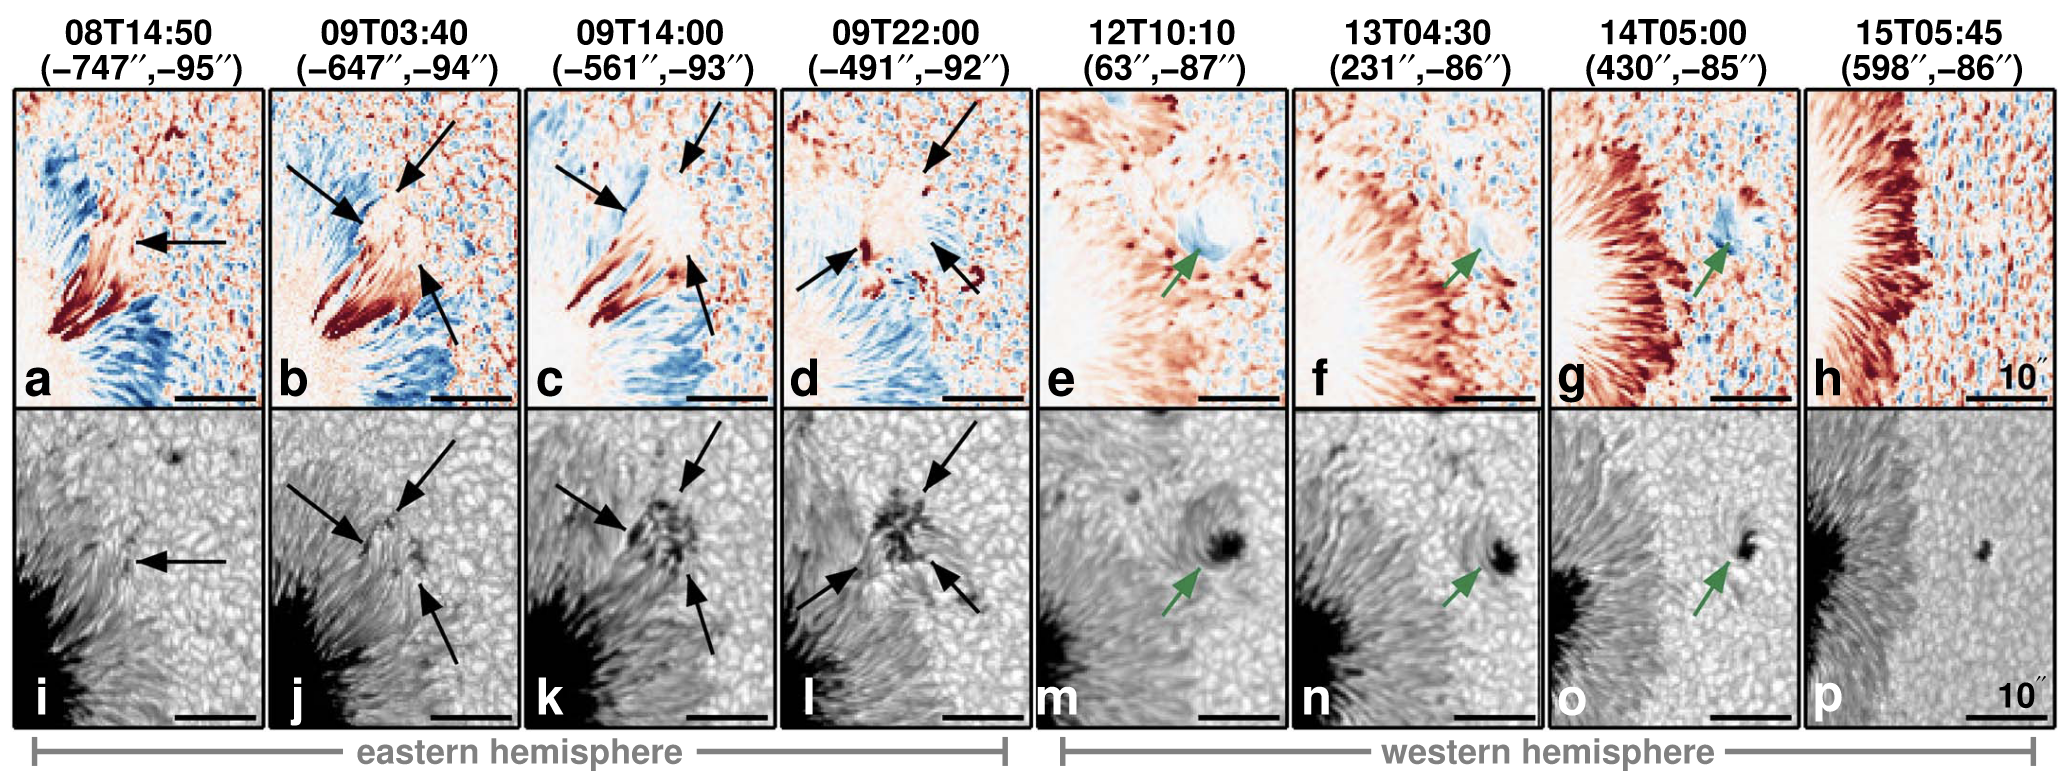 08T14:50 09T03:40 09T14:00 09T22:00 12T10:10 13T04:30 14T05:00 15T05:45
(−747″,−95″) (−647″,−94″) (−561″,−93″) (−491″,−92″) (63″,−87″) (231″,−86″) (430″,−85″) (598″,−86″)
a b c d e f g h 10″
i j k l m n o p 10″
eastern hemisphere western hemisphere